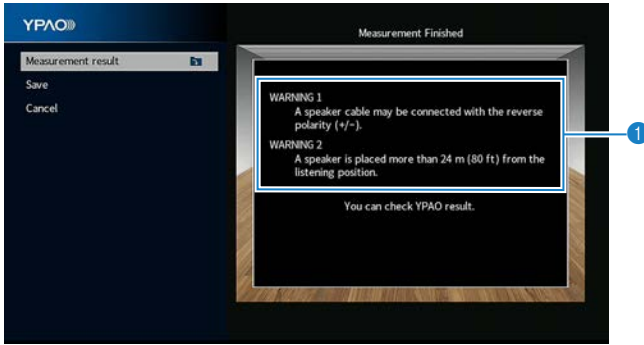 YPAO
Measurement Finished
Measurement result
Save
Cancel
WARNING 1
A speaker cable may be connected with the reverse
polarity (+/-).
WARNING 2
A speaker is placed more than 24 m (80 ft) from the
listening position.
1
You can check YPAO result.